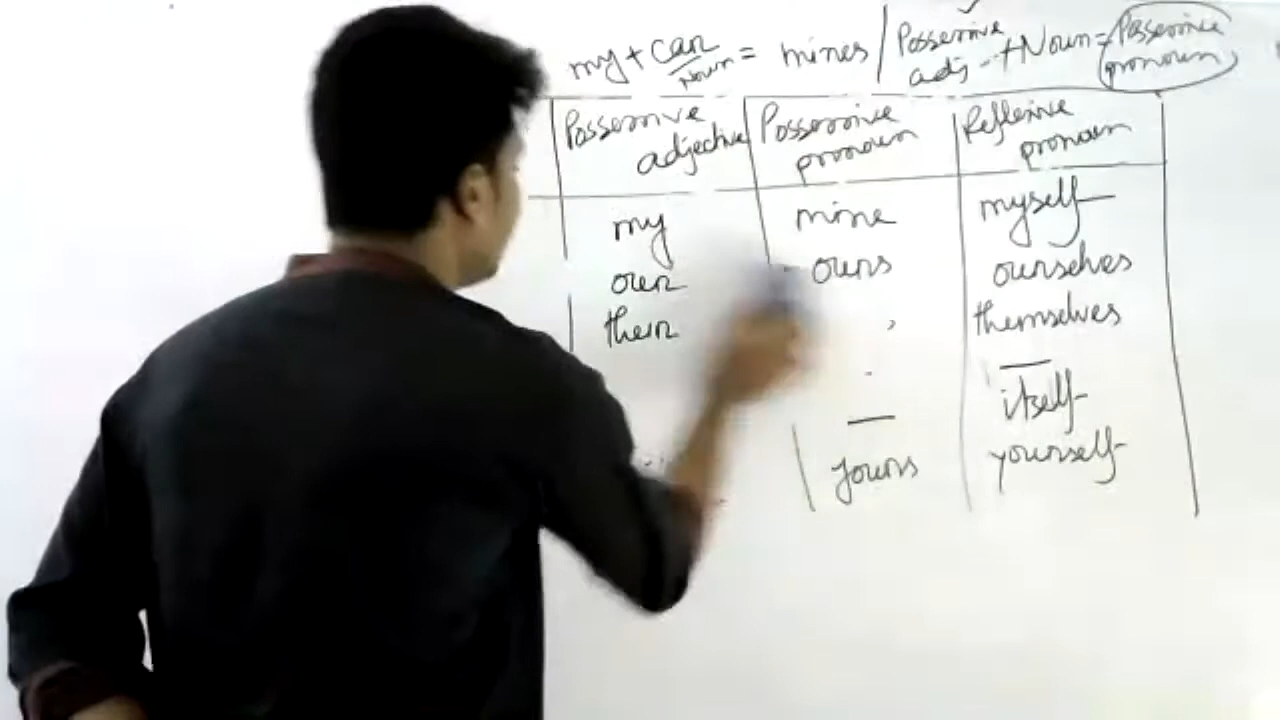 my + car = mines / Possessive + Noun = Possessive
Noun adj pronoun
Possessive adjective Possessive pronoun Reflexive pronoun
my mine myself
our ours ourselves
their themselves
itself
yours yourself